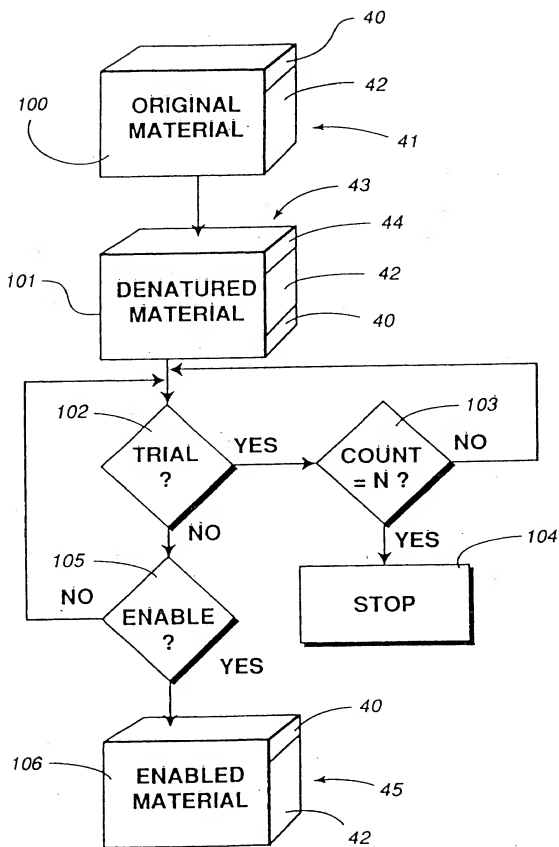 40
42
100
ORIGINAL
MATERIAL
41
43
44
42
101
DENATURED
MATERIAL
40
102
103
TRIAL
?
YES
COUNT
= N ?
NO
NO
YES
104
105
NO
ENABLE
?
STOP
YES
40
106
ENABLED
MATERIAL
45
42